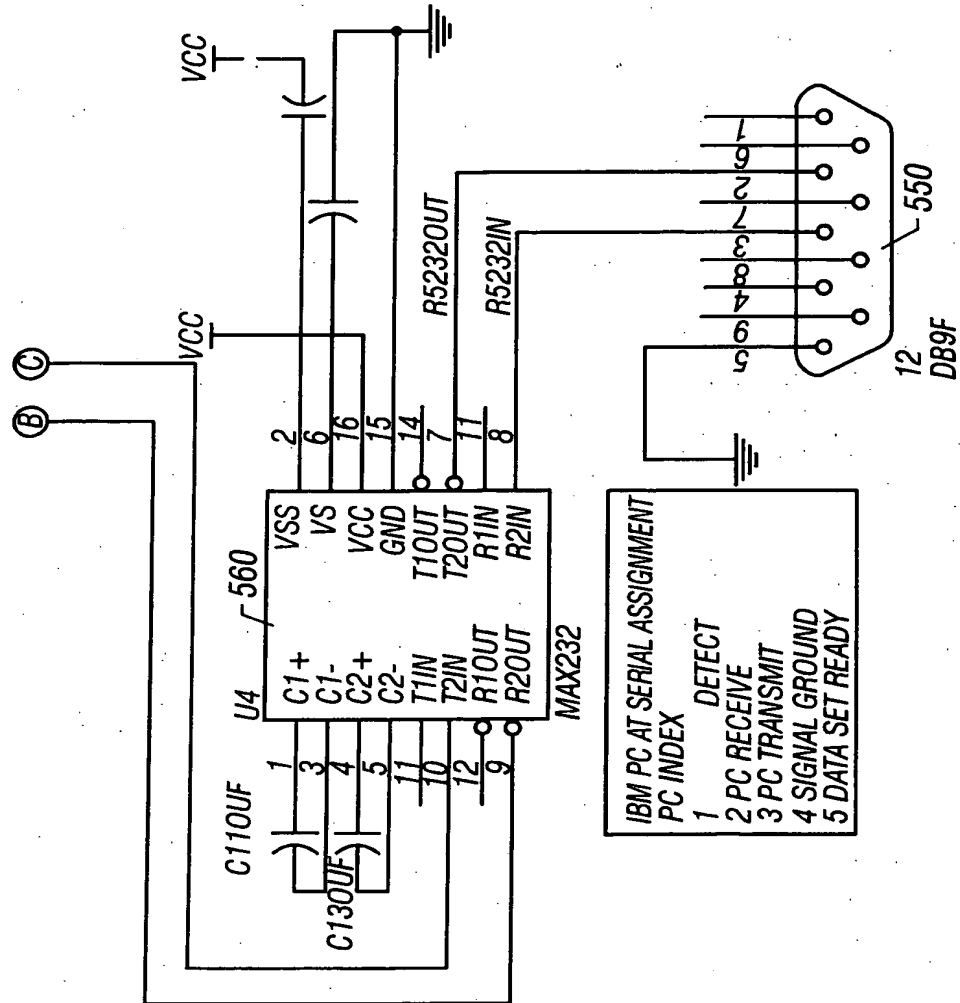 C
B
VCC
VCC
U4
560
C110UF
C130UF
1
3
4
5
11
10
12
9
C1+
C1-
C2+
C2-
T1IN
T2IN
R1OUT
R2OUT
VSS
VS
VCC
GND
T1OUT
T2OUT
R1IN
R2IN
2
6
16
15
14
7
11
8
MAX232
R5232OUT
R5232IN
1
6
2
7
3
8
4
9
5
550
12
DB9F
IBM PC AT SERIAL ASSIGNMENT
PC INDEX
1 DETECT
2 PC RECEIVE
3 PC TRANSMIT
4 SIGNAL GROUND
5 DATA SET READY